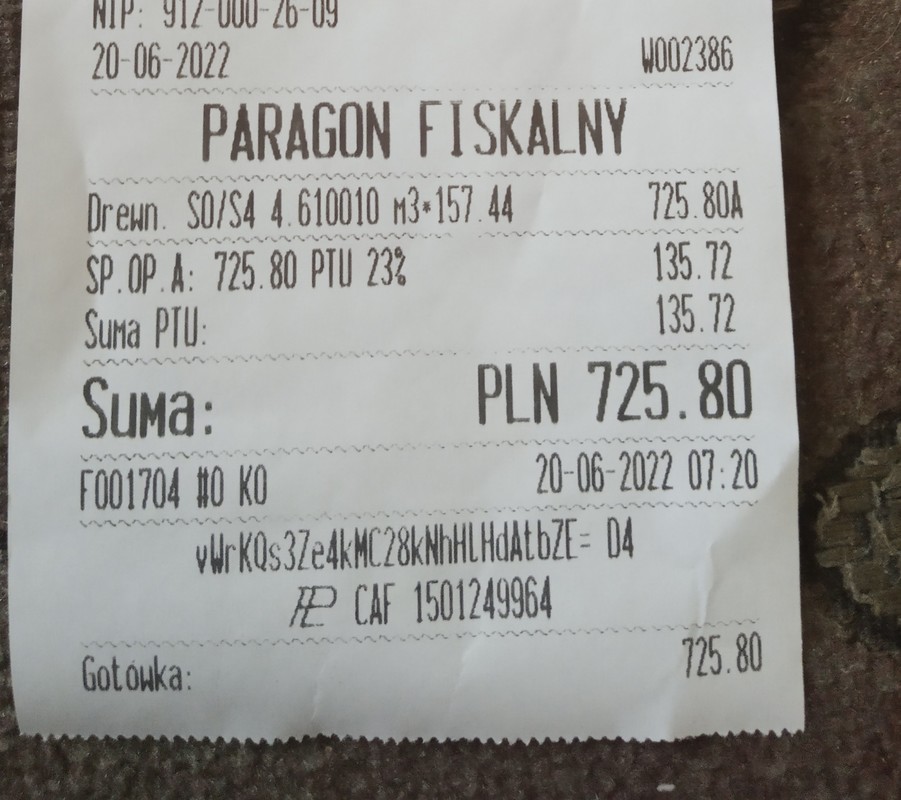 NIP: 912-000-26-09
20-06-2022 W002386
PARAGON FISKALNY
Drewn. SO/S4 4.610010 м3*157.44 725.80A
SP.OP.A: 725.80 PTU 23% 135.72
Suma PTU: 135.72
Suma: PLN 725.80
F001704 #0 K0 20-06-2022 07:20
vWrKQs3Ze4kMC28kNhHLHdAtbZE= D4
CAF 1501249964
Gotówka: 725.80